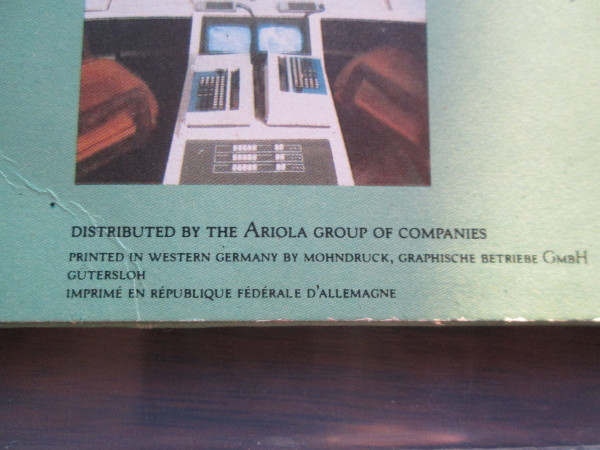 DISTRIBUTED BY THE ARIOLA GROUP OF COMPANIES
PRINTED IN WESTERN GERMANY BY MOHNDRUCK, GRAPHISCHE BETRIEBE GMBH
GUTERSLOH
IMPRIMÉ EN RÉPUBLIQUE FÉDÉRALE D'ALLEMAGNE